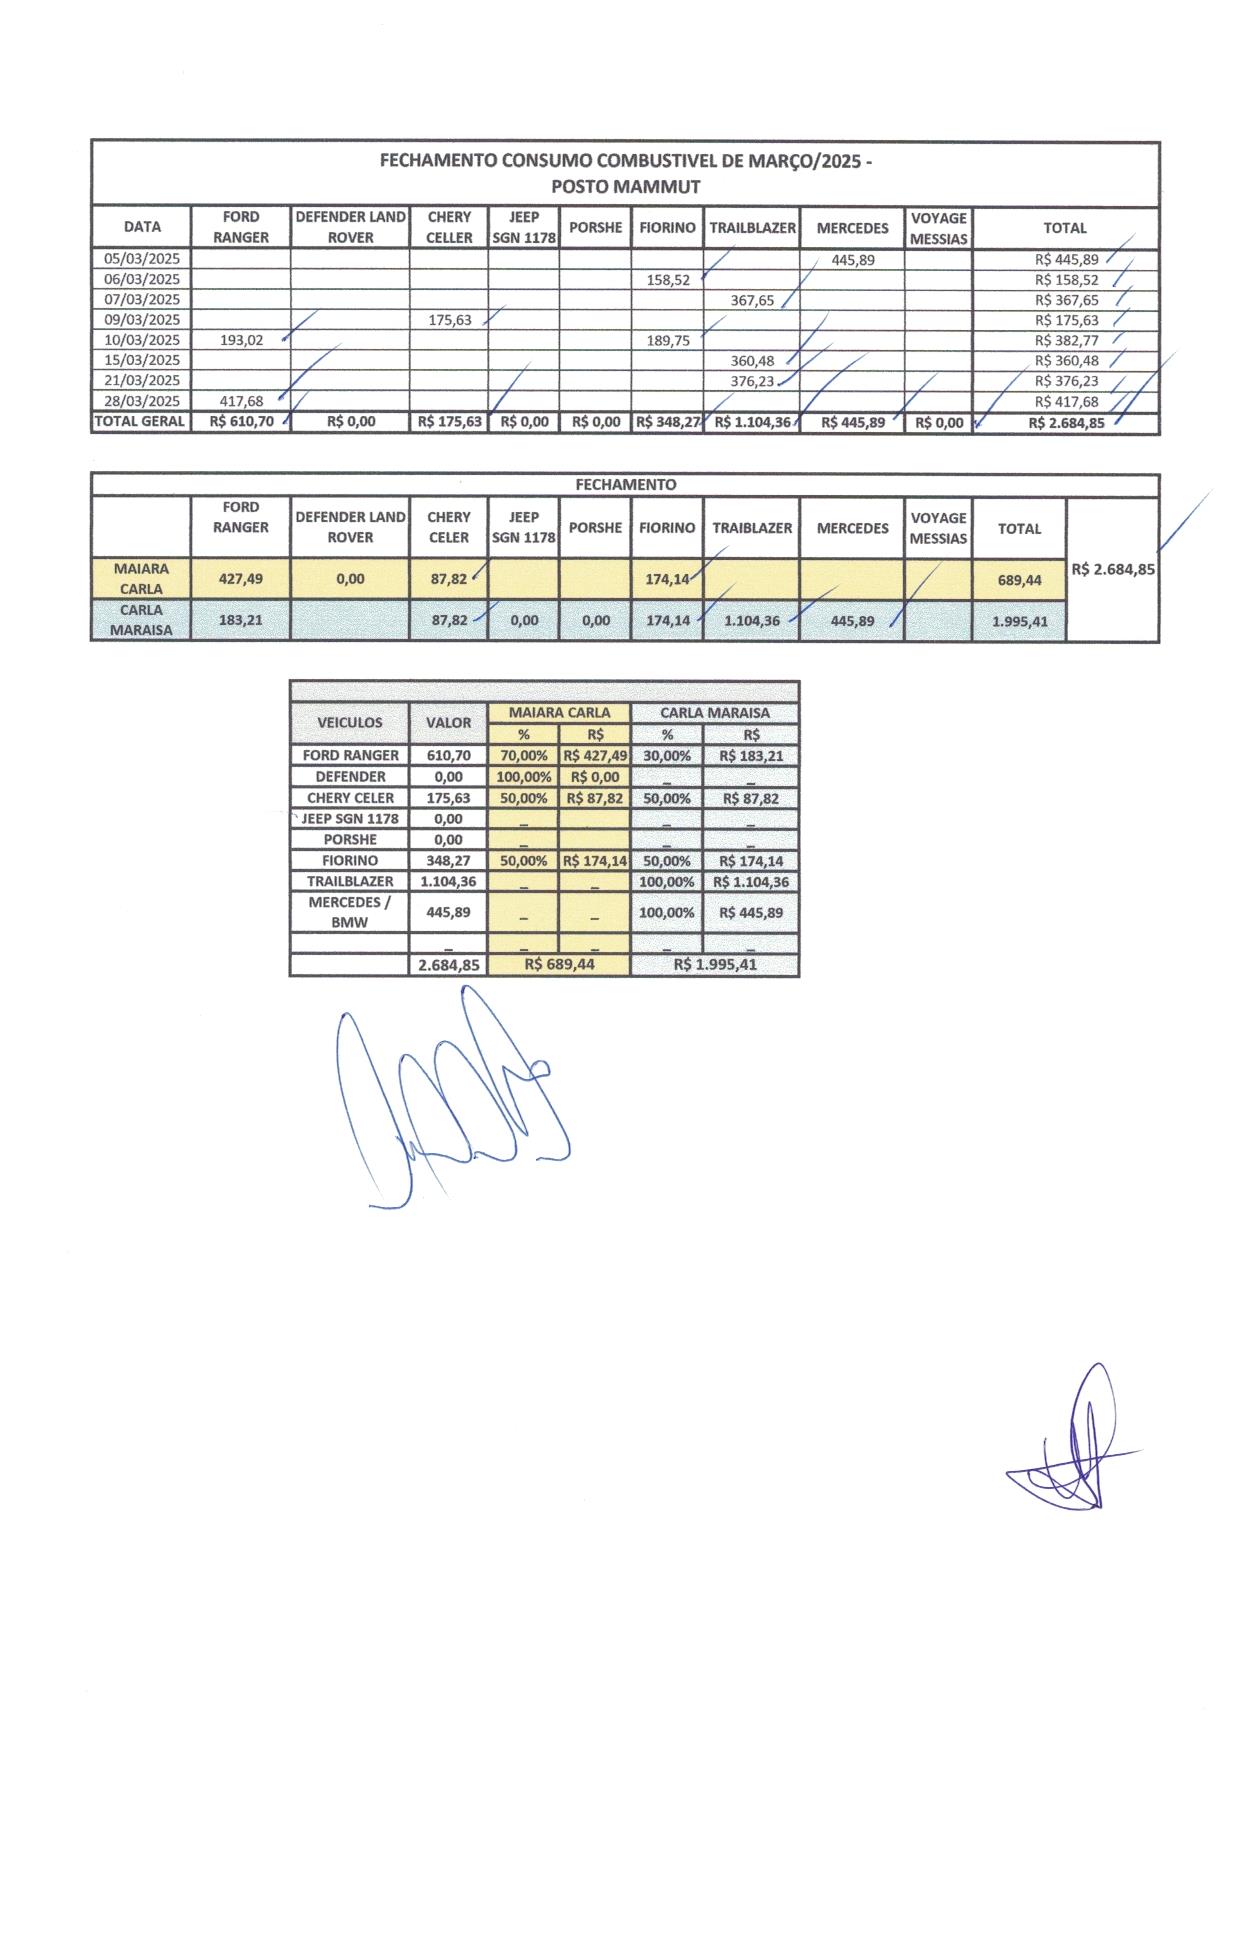 FECHAMENTO CONSUMO COMBUSTIVEL DE MARÇO/2025 -
POSTO MAMMUT
DATA FORD RANGER DEFENDER LAND ROVER CHERY CELLER JEEP SGN 1178 PORSHE FIORINO TRAILBLAZER MERCEDES VOYAGE MESSIAS TOTAL
05/03/2025 445,89 R$ 445,89
06/03/2025 158,52 R$ 158,52
07/03/2025 367,65 R$ 367,65
09/03/2025 175,63 R$ 175,63
10/03/2025 193,02 189,75 R$ 382,77
15/03/2025 360,48 R$ 360,48
21/03/2025 376,23 R$ 376,23
28/03/2025 417,68 R$ 417,68
TOTAL GERAL R$ 610,70 R$ 0,00 R$ 175,63 R$ 0,00 R$ 0,00 R$ 348,27 R$ 1.104,36 R$ 445,89 R$ 0,00 R$ 2.684,85
FECHAMENTO
FORD RANGER DEFENDER LAND ROVER CHERY CELER JEEP SGN 1178 PORSHE FIORINO TRAIBLAZER MERCEDES VOYAGE MESSIAS TOTAL R$ 2.684,85
MAIARA CARLA 427,49 0,00 87,82 174,14 689,44
CARLA MARAISA 183,21 87,82 0,00 0,00 174,14 1.104,36 445,89 1.995,41
VEICULOS VALOR MAIARA CARLA CARLA MARAISA
% R$ % R$
FORD RANGER 610,70 70,00% R$ 427,49 30,00% R$ 183,21
DEFENDER 0,00 100,00% R$ 0,00 _ _
CHERY CELER 175,63 50,00% R$ 87,82 50,00% R$ 87,82
JEEP SGN 1178 0,00 _ _ _
PORSHE 0,00 _ _ _
FIORINO 348,27 50,00% R$ 174,14 50,00% R$ 174,14
TRAILBLAZER 1.104,36 _ _ 100,00% R$ 1.104,36
MERCEDES / BMW 445,89 _ _ 100,00% R$ 445,89
_ _ _ _ _
2.684,85 R$ 689,44 R$ 1.995,41